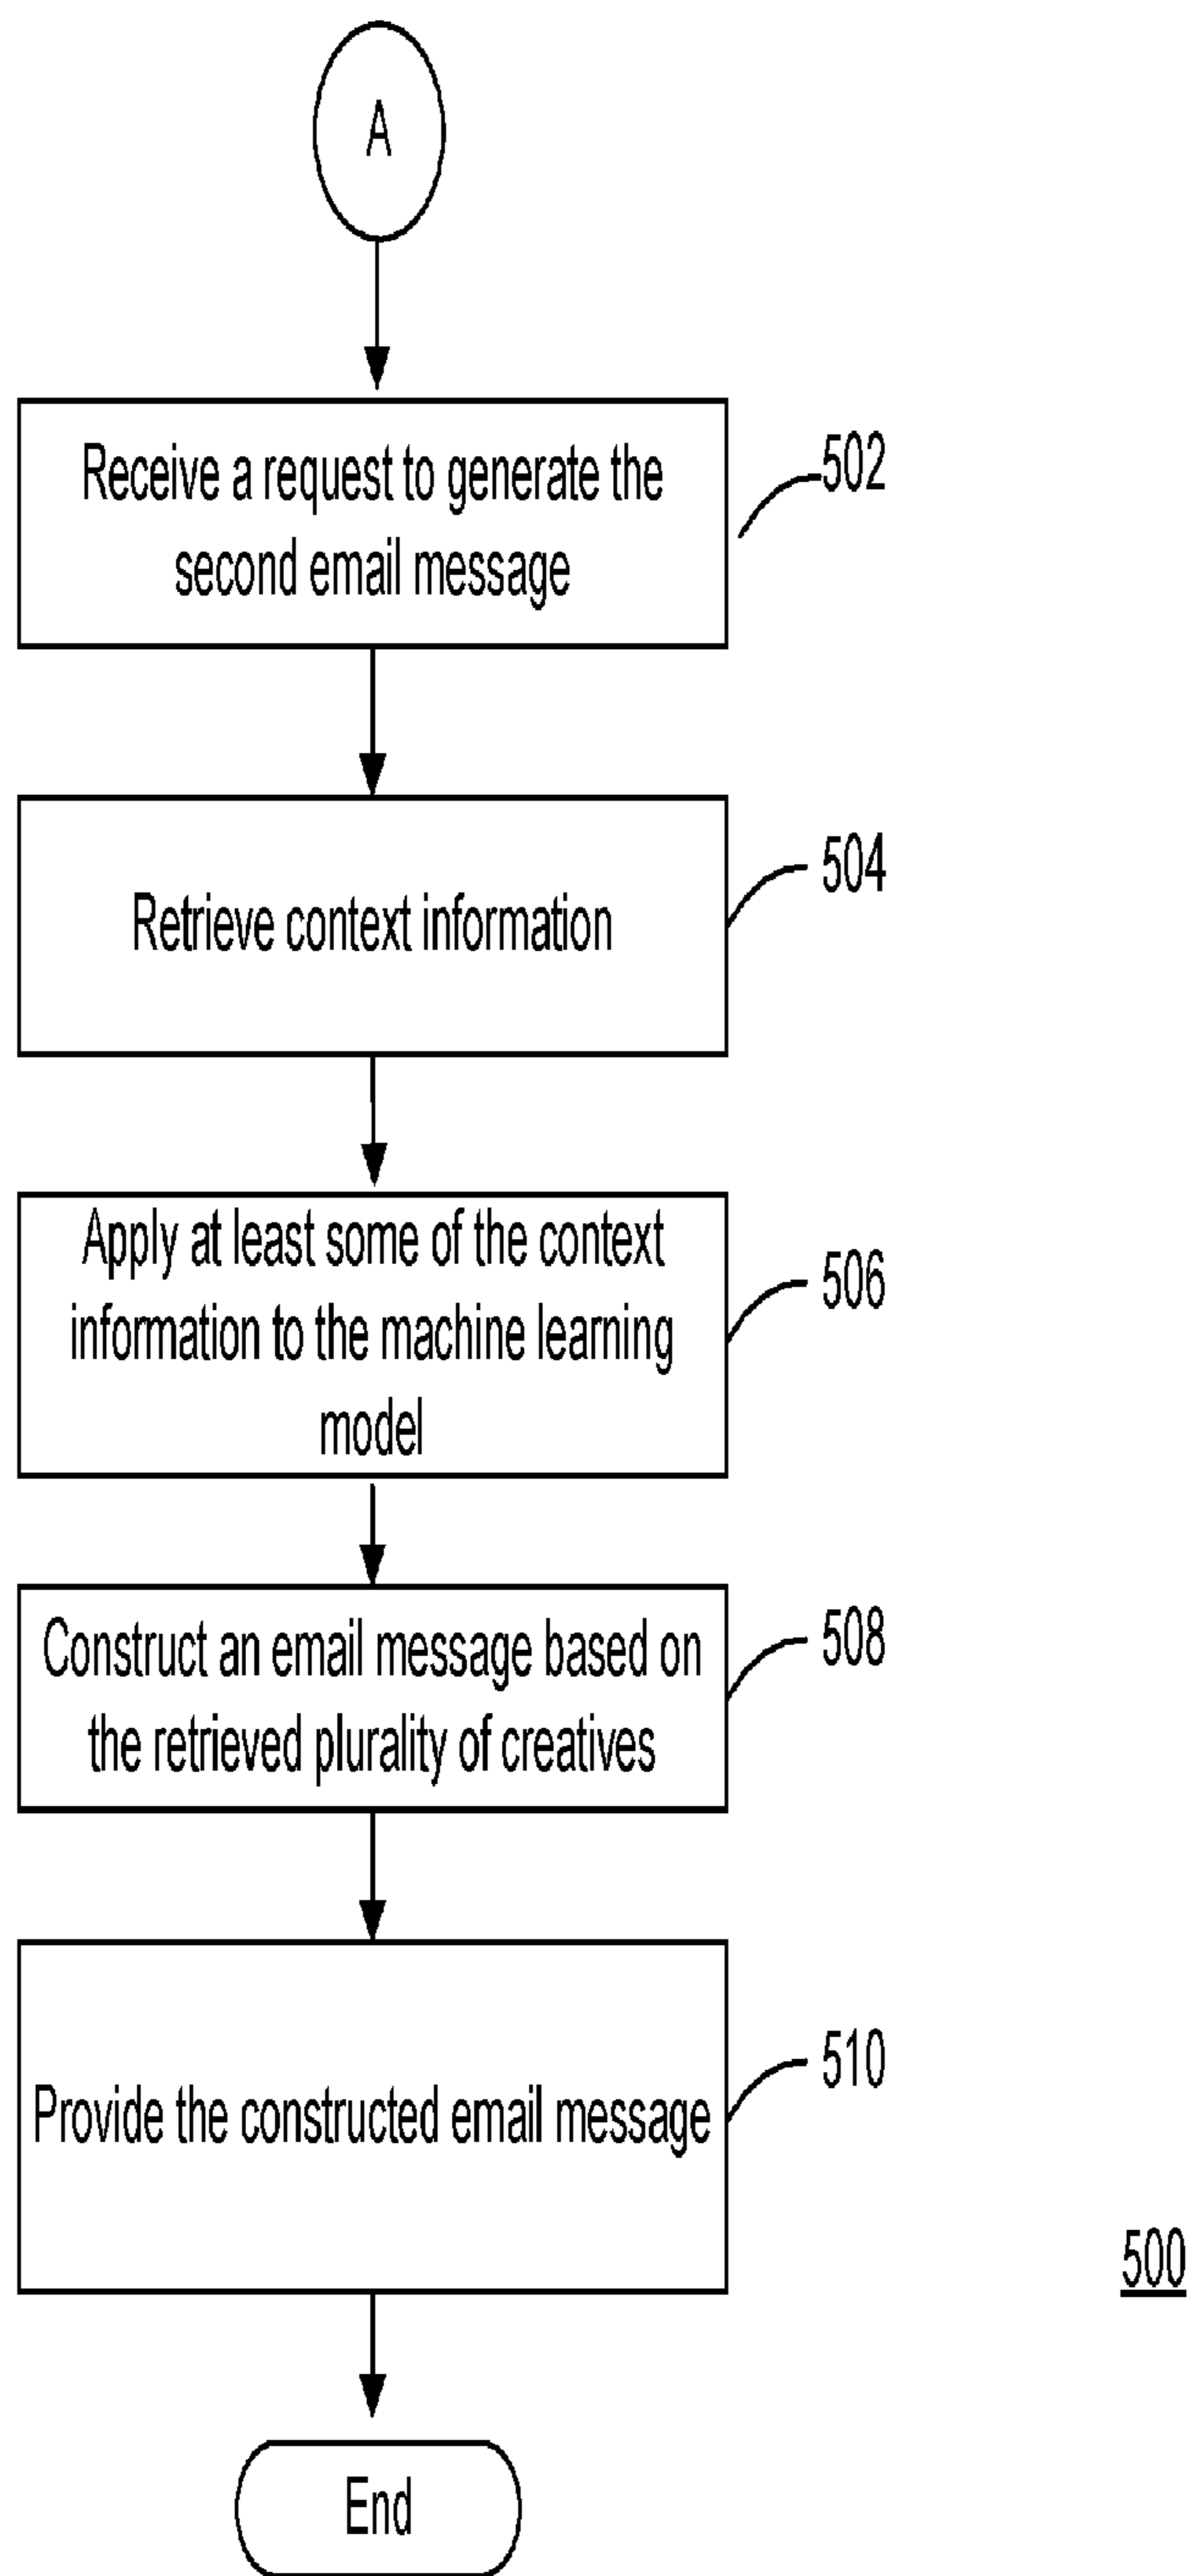 A
Receive a request to generate the
second email message
502
Retrieve context information
504
Apply at least some of the context
information to the machine learning
model
506
Construct an email message based on
the retrieved plurality of creatives
508
Provide the constructed email message
510
500
End